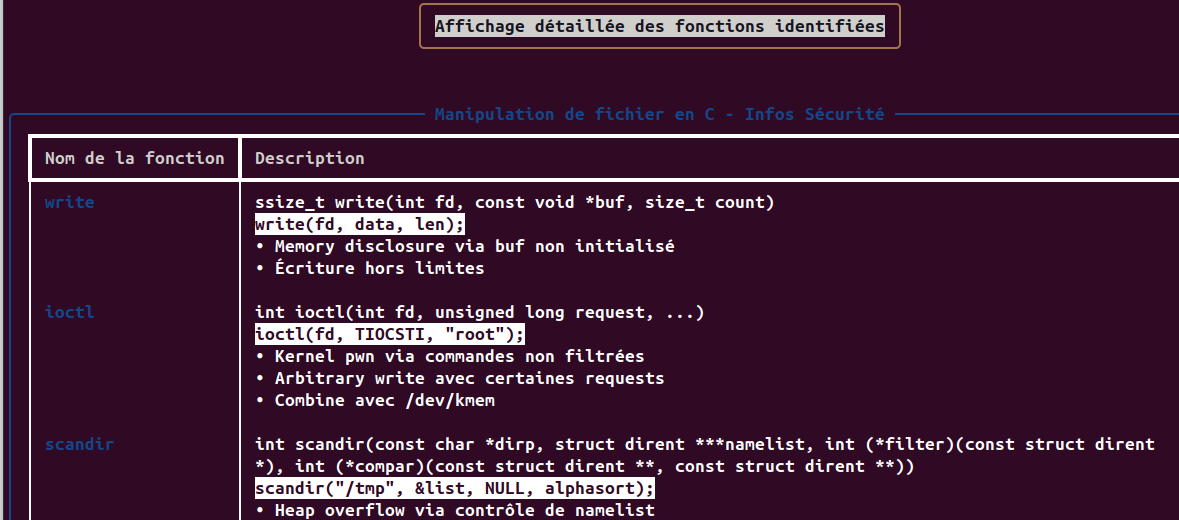 Affichage détaillée des fonctions identifiées
Manipulation de fichier en C - Infos Sécurité
Nom de la fonction Description
write ssize_t write(int fd, const void *buf, size_t count)
write(fd, data, len);
• Memory disclosure via buf non initialisé
• Écriture hors limites
ioctl int ioctl(int fd, unsigned long request, ...)
ioctl(fd, TIOCSTI, "root");
• Kernel pwn via commandes non filtrées
• Arbitrary write avec certaines requests
• Combine avec /dev/kmem
scandir int scandir(const char *dirp, struct dirent ***namelist, int (*filter)(const struct dirent
*), int (*compar)(const struct dirent **, const struct dirent **))
scandir("/tmp", &list, NULL, alphasort);
• Heap overflow via contrôle de namelist